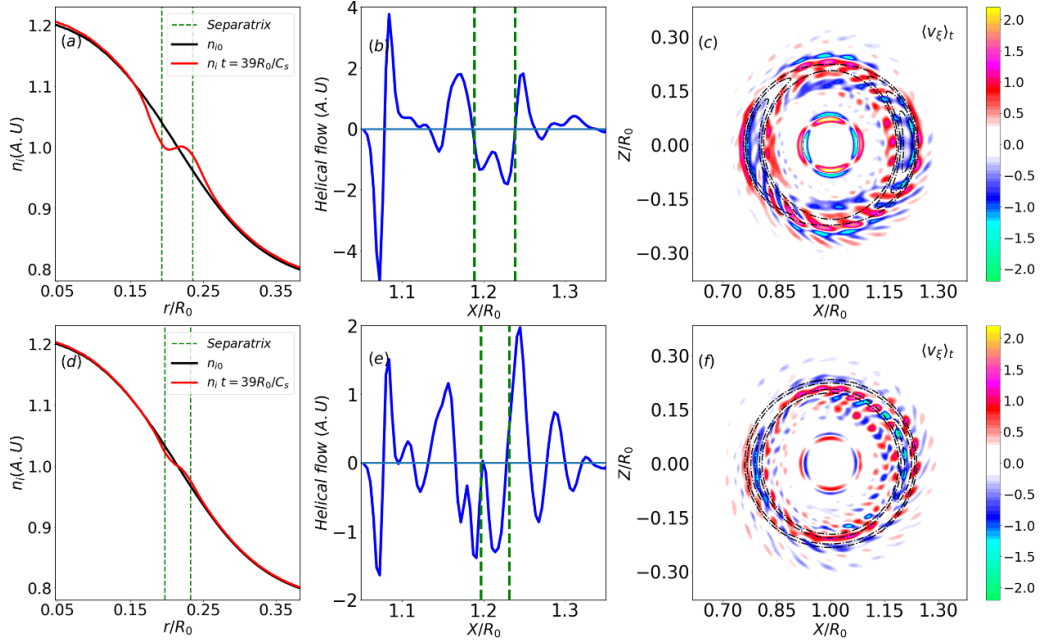 (a)
Separatrix
n_{i0}
n_i t = 39R_0/C_s
n_i(A. U)
1.2
1.1
1.0
0.9
0.8
0.05 0.15 0.25 0.35
r/R_0
(b)
Helical flow (A. U)
4
2
0
−2
−4
1.1 1.2 1.3
X/R_0
(c)
⟨v_ξ⟩_t
Z/R_0
0.30
0.15
0.00
−0.15
−0.30
0.70 0.85 1.00 1.15 1.30
X/R_0
2.0
1.5
1.0
0.5
0.0
−0.5
−1.0
−1.5
−2.0
(d)
Separatrix
n_{i0}
n_i t = 39R_0/C_s
n_i(A. U)
1.2
1.1
1.0
0.9
0.8
0.05 0.15 0.25 0.35
r/R_0
(e)
Helical flow (A. U)
2
1
0
−1
−2
1.1 1.2 1.3
X/R_0
(f)
⟨v_ξ⟩_t
Z/R_0
0.30
0.15
0.00
−0.15
−0.30
0.70 0.85 1.00 1.15 1.30
X/R_0
2.0
1.5
1.0
0.5
0.0
−0.5
−1.0
−1.5
−2.0